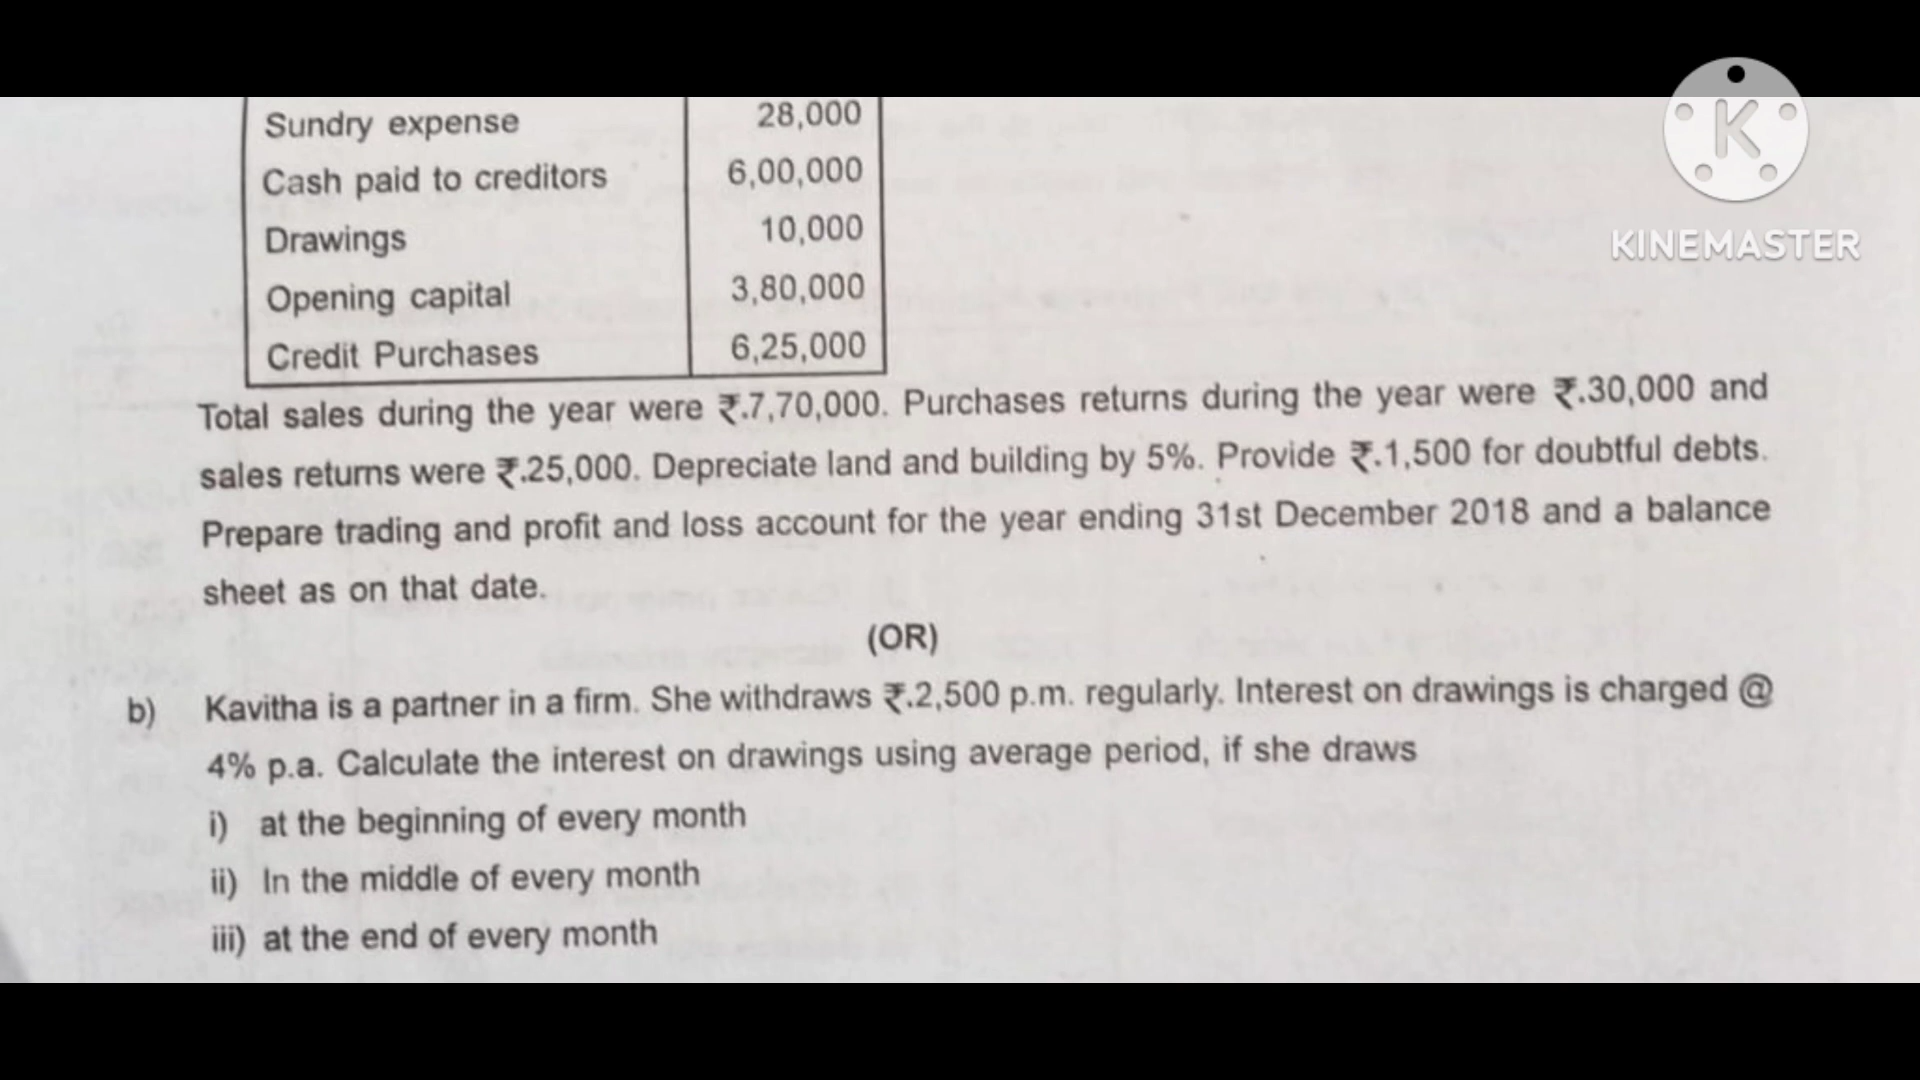 Sundry expense 28,000
Cash paid to creditors 6,00,000
Drawings 10,000
Opening capital 3,80,000
Credit Purchases 6,25,000
Total sales during the year were ₹.7,70,000. Purchases returns during the year were ₹.30,000 and
sales returns were ₹.25,000. Depreciate land and building by 5%. Provide ₹.1,500 for doubtful debts.
Prepare trading and profit and loss account for the year ending 31st December 2018 and a balance
sheet as on that date.
(OR)
b) Kavitha is a partner in a firm. She withdraws ₹.2,500 p.m. regularly. Interest on drawings is charged @
4% p.a. Calculate the interest on drawings using average period, if she draws
i) at the beginning of every month
ii) In the middle of every month
iii) at the end of every month
K
KINEMASTER